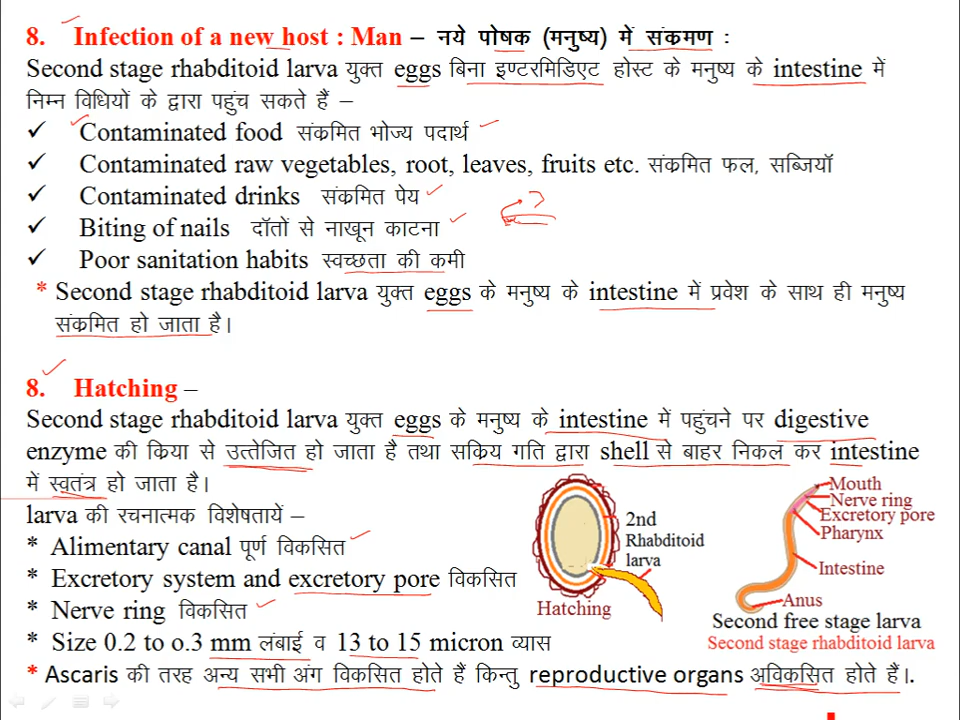 8. Infection of a new host : Man – नये पोषक (मनुष्य) में संक्रमण :
Second stage rhabditoid larva युक्त eggs बिना इण्टरमिडिएट होस्ट के मनुष्य के intestine में
निम्न विधियों के द्वारा पहुंच सकते हैं –
✓ Contaminated food संक्रमित भोज्य पदार्थ
✓ Contaminated raw vegetables, root, leaves, fruits etc. संक्रमित फल, सब्जियॉ
✓ Contaminated drinks संक्रमित पेय
✓ Biting of nails दॉतों से नाखून काटना
✓ Poor sanitation habits स्वच्छता की कमी
* Second stage rhabditoid larva युक्त eggs के मनुष्य के intestine में प्रवेश के साथ ही मनुष्य
संक्रमित हो जाता है।
8. Hatching –
Second stage rhabditoid larva युक्त eggs के मनुष्य के intestine में पहुंचने पर digestive
enzyme की क्रिया से उत्तेजित हो जाता है तथा सक्रिय गति द्वारा shell से बाहर निकल कर intestine
में स्वतंत्र हो जाता है।
larva की रचनात्मक विशेषतायें –
* Alimentary canal पूर्ण विकसित
* Excretory system and excretory pore विकसित
* Nerve ring विकसित
* Size 0.2 to o.3 mm लंबाई व 13 to 15 micron व्यास
* Ascaris की तरह अन्य सभी अंग विकसित होते हैं किन्तु reproductive organs अविकसित होते हैं।.
2nd
Rhabditoid
larva
Hatching
Mouth
Nerve ring
Excretory pore
Pharynx
Intestine
Anus
Second free stage larva
Second stage rhabditoid larva